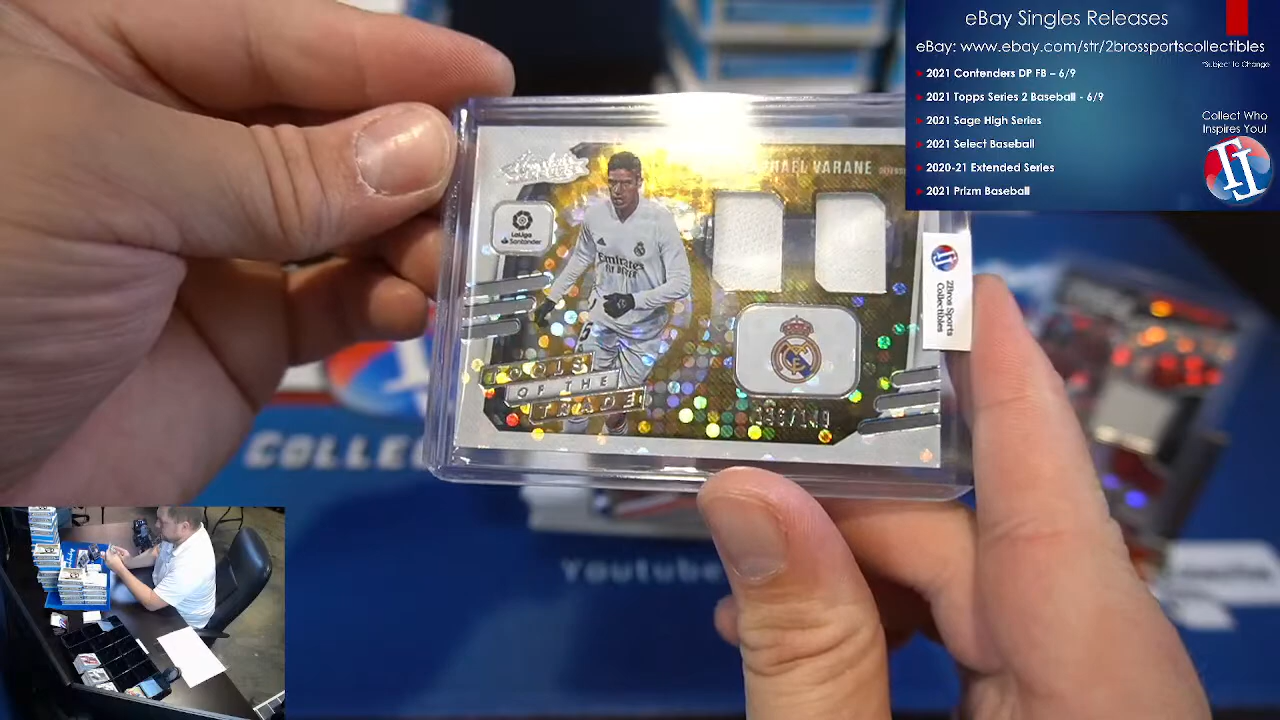 eBay Singles Releases
eBay: www.ebay.com/str/2brossportscollectibles
*Subject to Change
2021 Contenders DP FB – 6/9
2021 Topps Series 2 Baseball - 6/9
2021 Sage High Series
2021 Select Baseball
2020-21 Extended Series
2021 Prizm Baseball
Collect Who
Inspires You!
VARANE
LaLiga
Santander
Emirates
FLY BETTER
TOOLS
OF THE
TRADE
2Bros Sports
Collectibles
COLLE
Youtube